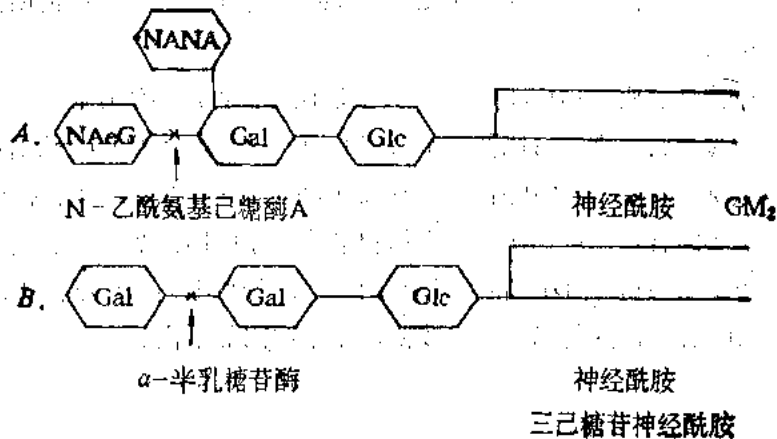 NANA
A. NAcG Gal Glc
N-乙酰氨基己糖酶A 神经酰胺 GM₂
B. Gal Gal Glc
α-半乳糖苷酶 神经酰胺
三己糖苷神经酰胺